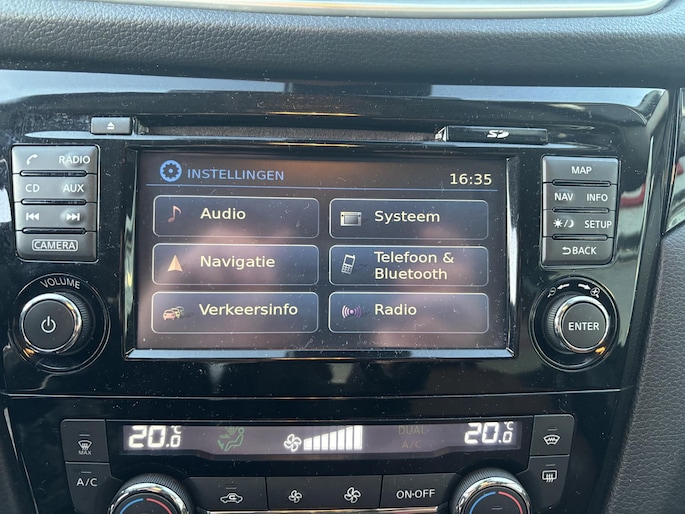 SD
RADIO
CD AUX
CAMERA
VOLUME
INSTELLINGEN 16:35
Audio
Systeem
Navigatie
Telefoon &
Bluetooth
Verkeersinfo
Radio
MAP
NAV INFO
SETUP
BACK
ENTER
20.0 °C
DUAL
A/C
20.0 °C
MAX
A/C
ON·OFF